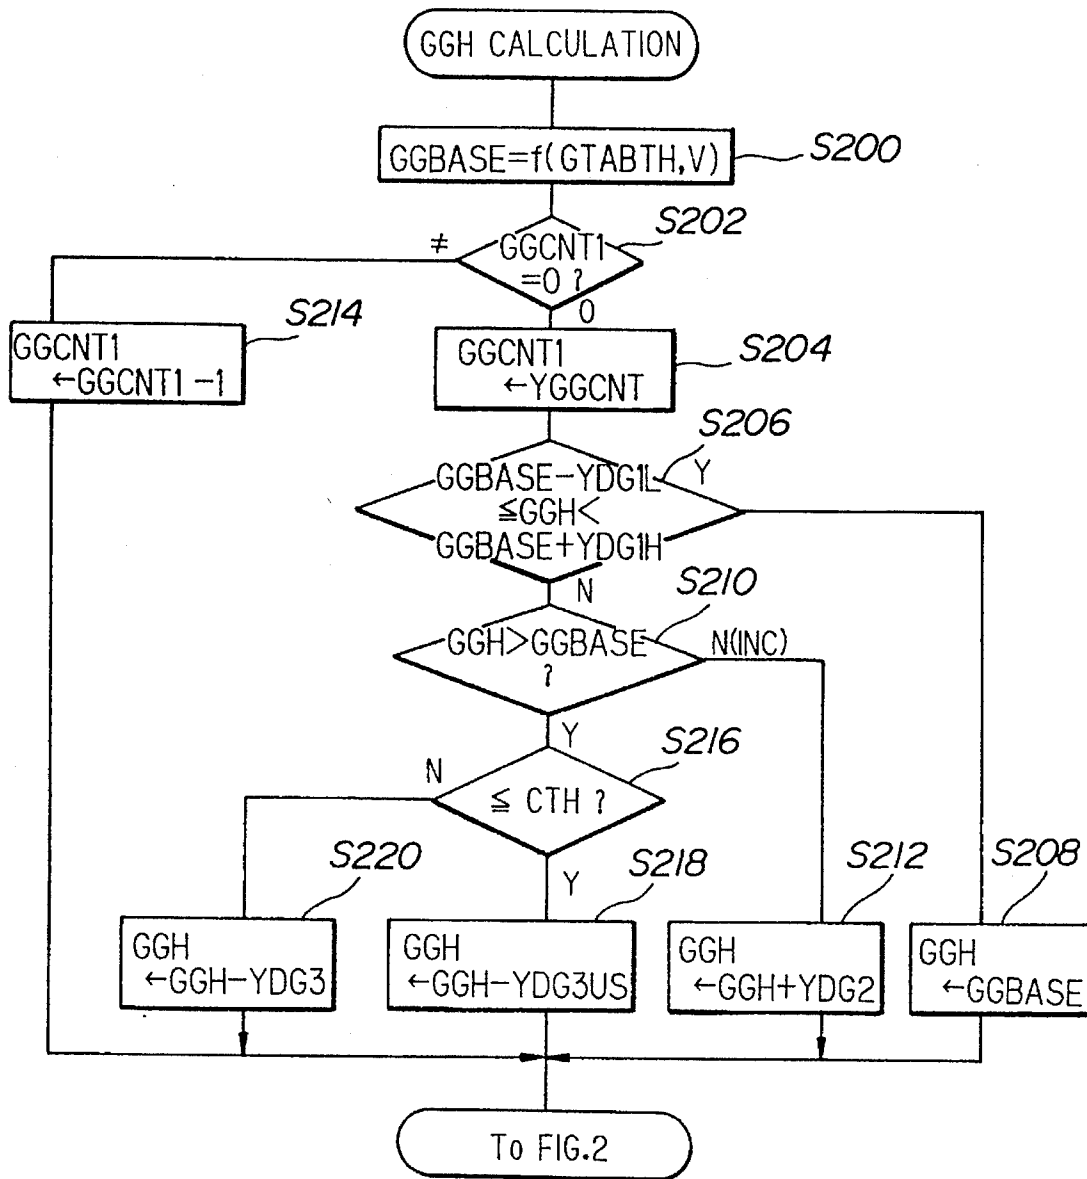 GGH CALCULATION
GGBASE=f(GTABTH,V)
S200
S202
≠
GGCNT1
=0 ?
0
S214
GGCNT1
←GGCNT1-1
S204
GGCNT1
←YGGCNT
S206
GGBASE-YDG1L
Y
≦GGH<
GGBASE+YDG1H
N
S210
GGH>GGBASE
?
N(INC)
Y
S216
N
≦ CTH ?
Y
S220
GGH
←GGH-YDG3
S218
GGH
←GGH-YDG3US
S212
GGH
←GGH+YDG2
S208
GGH
←GGBASE
To FIG.2